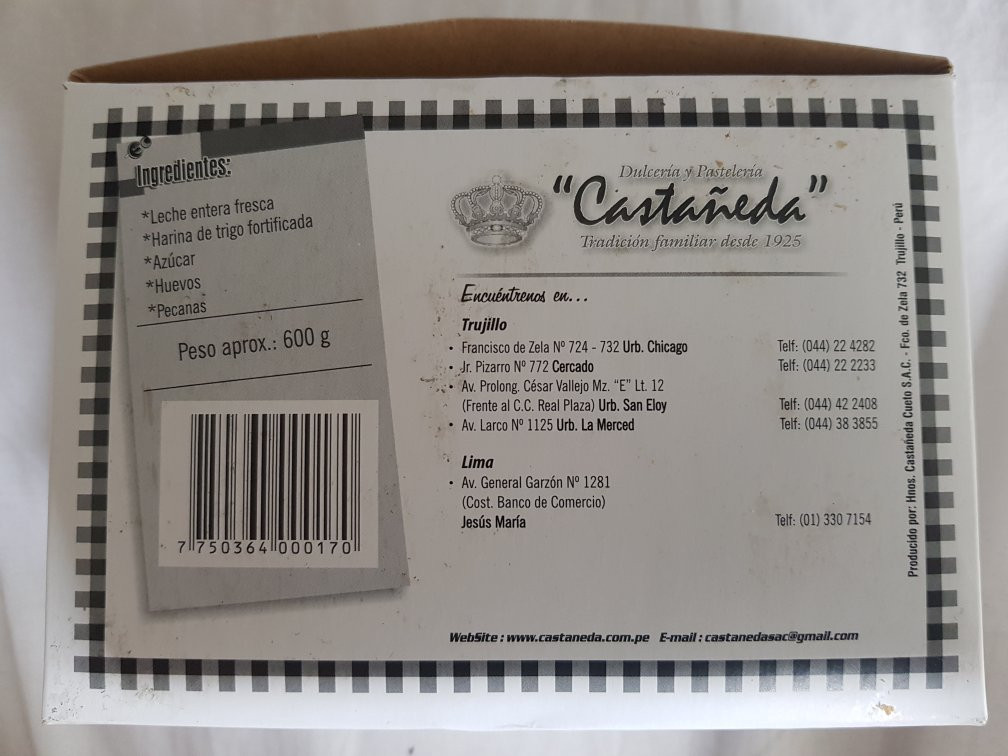 Ingredientes:
*Leche entera fresca
*Harina de trigo fortificada
*Azúcar
*Huevos
*Pecanas
Peso aprox.: 600 g
7 750364 000170
Dulcería y Pastelería
"Castañeda"
Tradición familiar desde 1925
Encuéntrenos en...
Trujillo
• Francisco de Zela Nº 724 - 732 Urb. Chicago Telf: (044) 22 4282
• Jr. Pizarro Nº 772 Cercado Telf: (044) 22 2233
• Av. Prolong. César Vallejo Mz. "E" Lt. 12
(Frente al C.C. Real Plaza) Urb. San Eloy Telf: (044) 42 2408
• Av. Larco Nº 1125 Urb. La Merced Telf: (044) 38 3855
Lima
• Av. General Garzón Nº 1281
(Cost. Banco de Comercio)
Jesús María Telf: (01) 330 7154
WebSite : www.castaneda.com.pe E-mail : castanedasac@gmail.com
Producido por: Hnos. Castañeda Cueto S.A.C. - Fco. de Zela 732 Trujillo - Perú